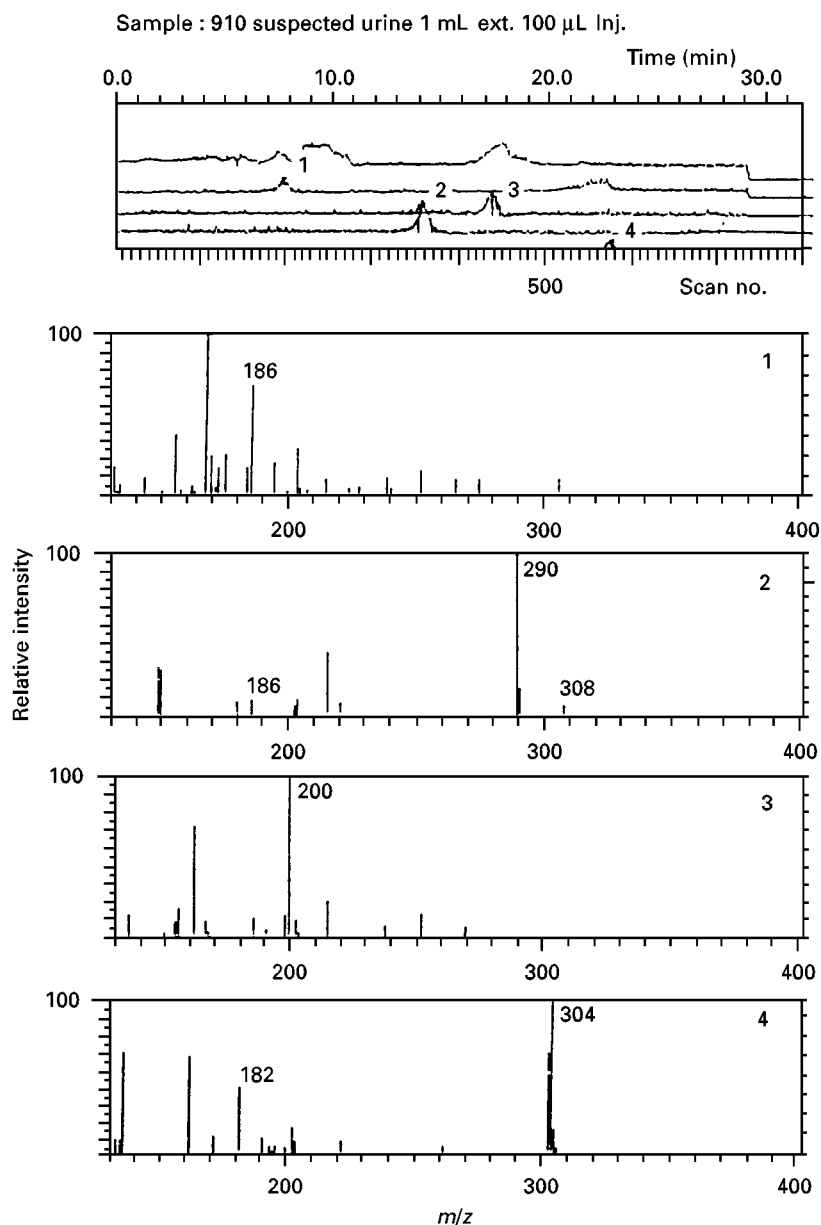 Sample : 910 suspected urine 1 mL ext. 100 μL Inj.
Time (min)
0.0 10.0 20.0 30.0
1
2 3
4
500 Scan no.
Relative intensity
100
186
1
200 300 400
100
290
2
186
308
200 300 400
100
200
3
200 300 400
100
304
4
182
200 300 400
m/z